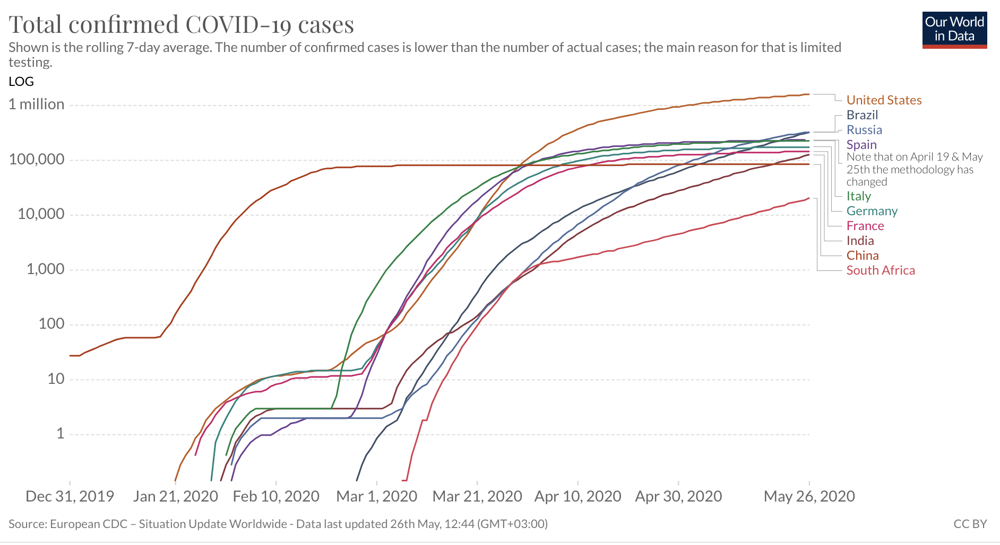 Total confirmed COVID-19 cases
Our World
in Data
Shown is the rolling 7-day average. The number of confirmed cases is lower than the number of actual cases; the main reason for that is limited
testing.
LOG
1 million
100,000
10,000
1,000
100
10
1
United States
Brazil
Russia
Spain
Note that on April 19 & May
25th the methodology has
changed
Italy
Germany
France
India
China
South Africa
Dec 31, 2019
Jan 21, 2020
Feb 10, 2020
Mar 1, 2020
Mar 21, 2020
Apr 10, 2020
Apr 30, 2020
May 26, 2020
Source: European CDC – Situation Update Worldwide - Data last updated 26th May, 12:44 (GMT+03:00)
CC BY